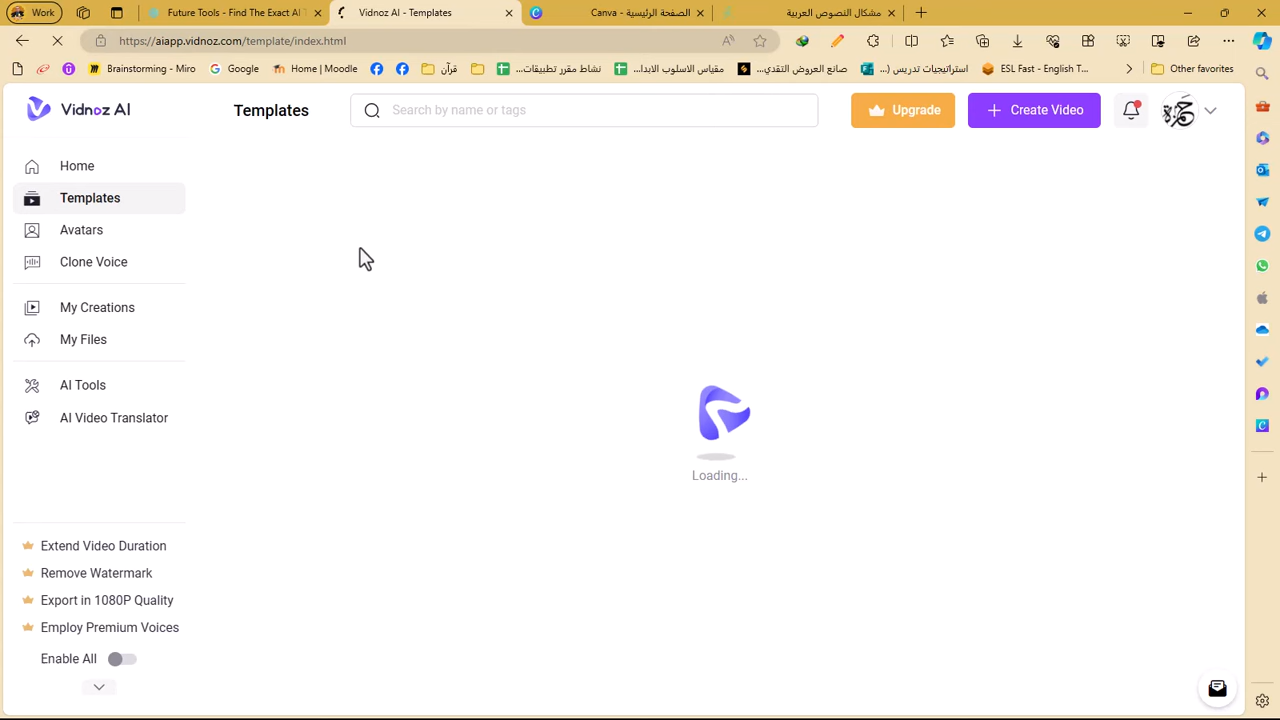 Work
Future Tools - Find The Exact AI T
Vidnoz AI - Templates
Canva - الصفحة الرئيسية
مشكال النصوص العربية
https://aiapp.vidnoz.com/template/index.html
Brainstorming - Miro
Google
Home | Moodle
قرآن
نشاط مقرر تطبيقات...
مقياس الاسلوب الابدا...
صانع العروض التقدي...
استراتيجيات تدريس (...
ESL Fast - English T...
Other favorites
Vidnoz AI
Templates
Search by name or tags
Upgrade
Create Video
Home
Templates
Avatars
Clone Voice
My Creations
My Files
AI Tools
AI Video Translator
Loading...
Extend Video Duration
Remove Watermark
Export in 1080P Quality
Employ Premium Voices
Enable All